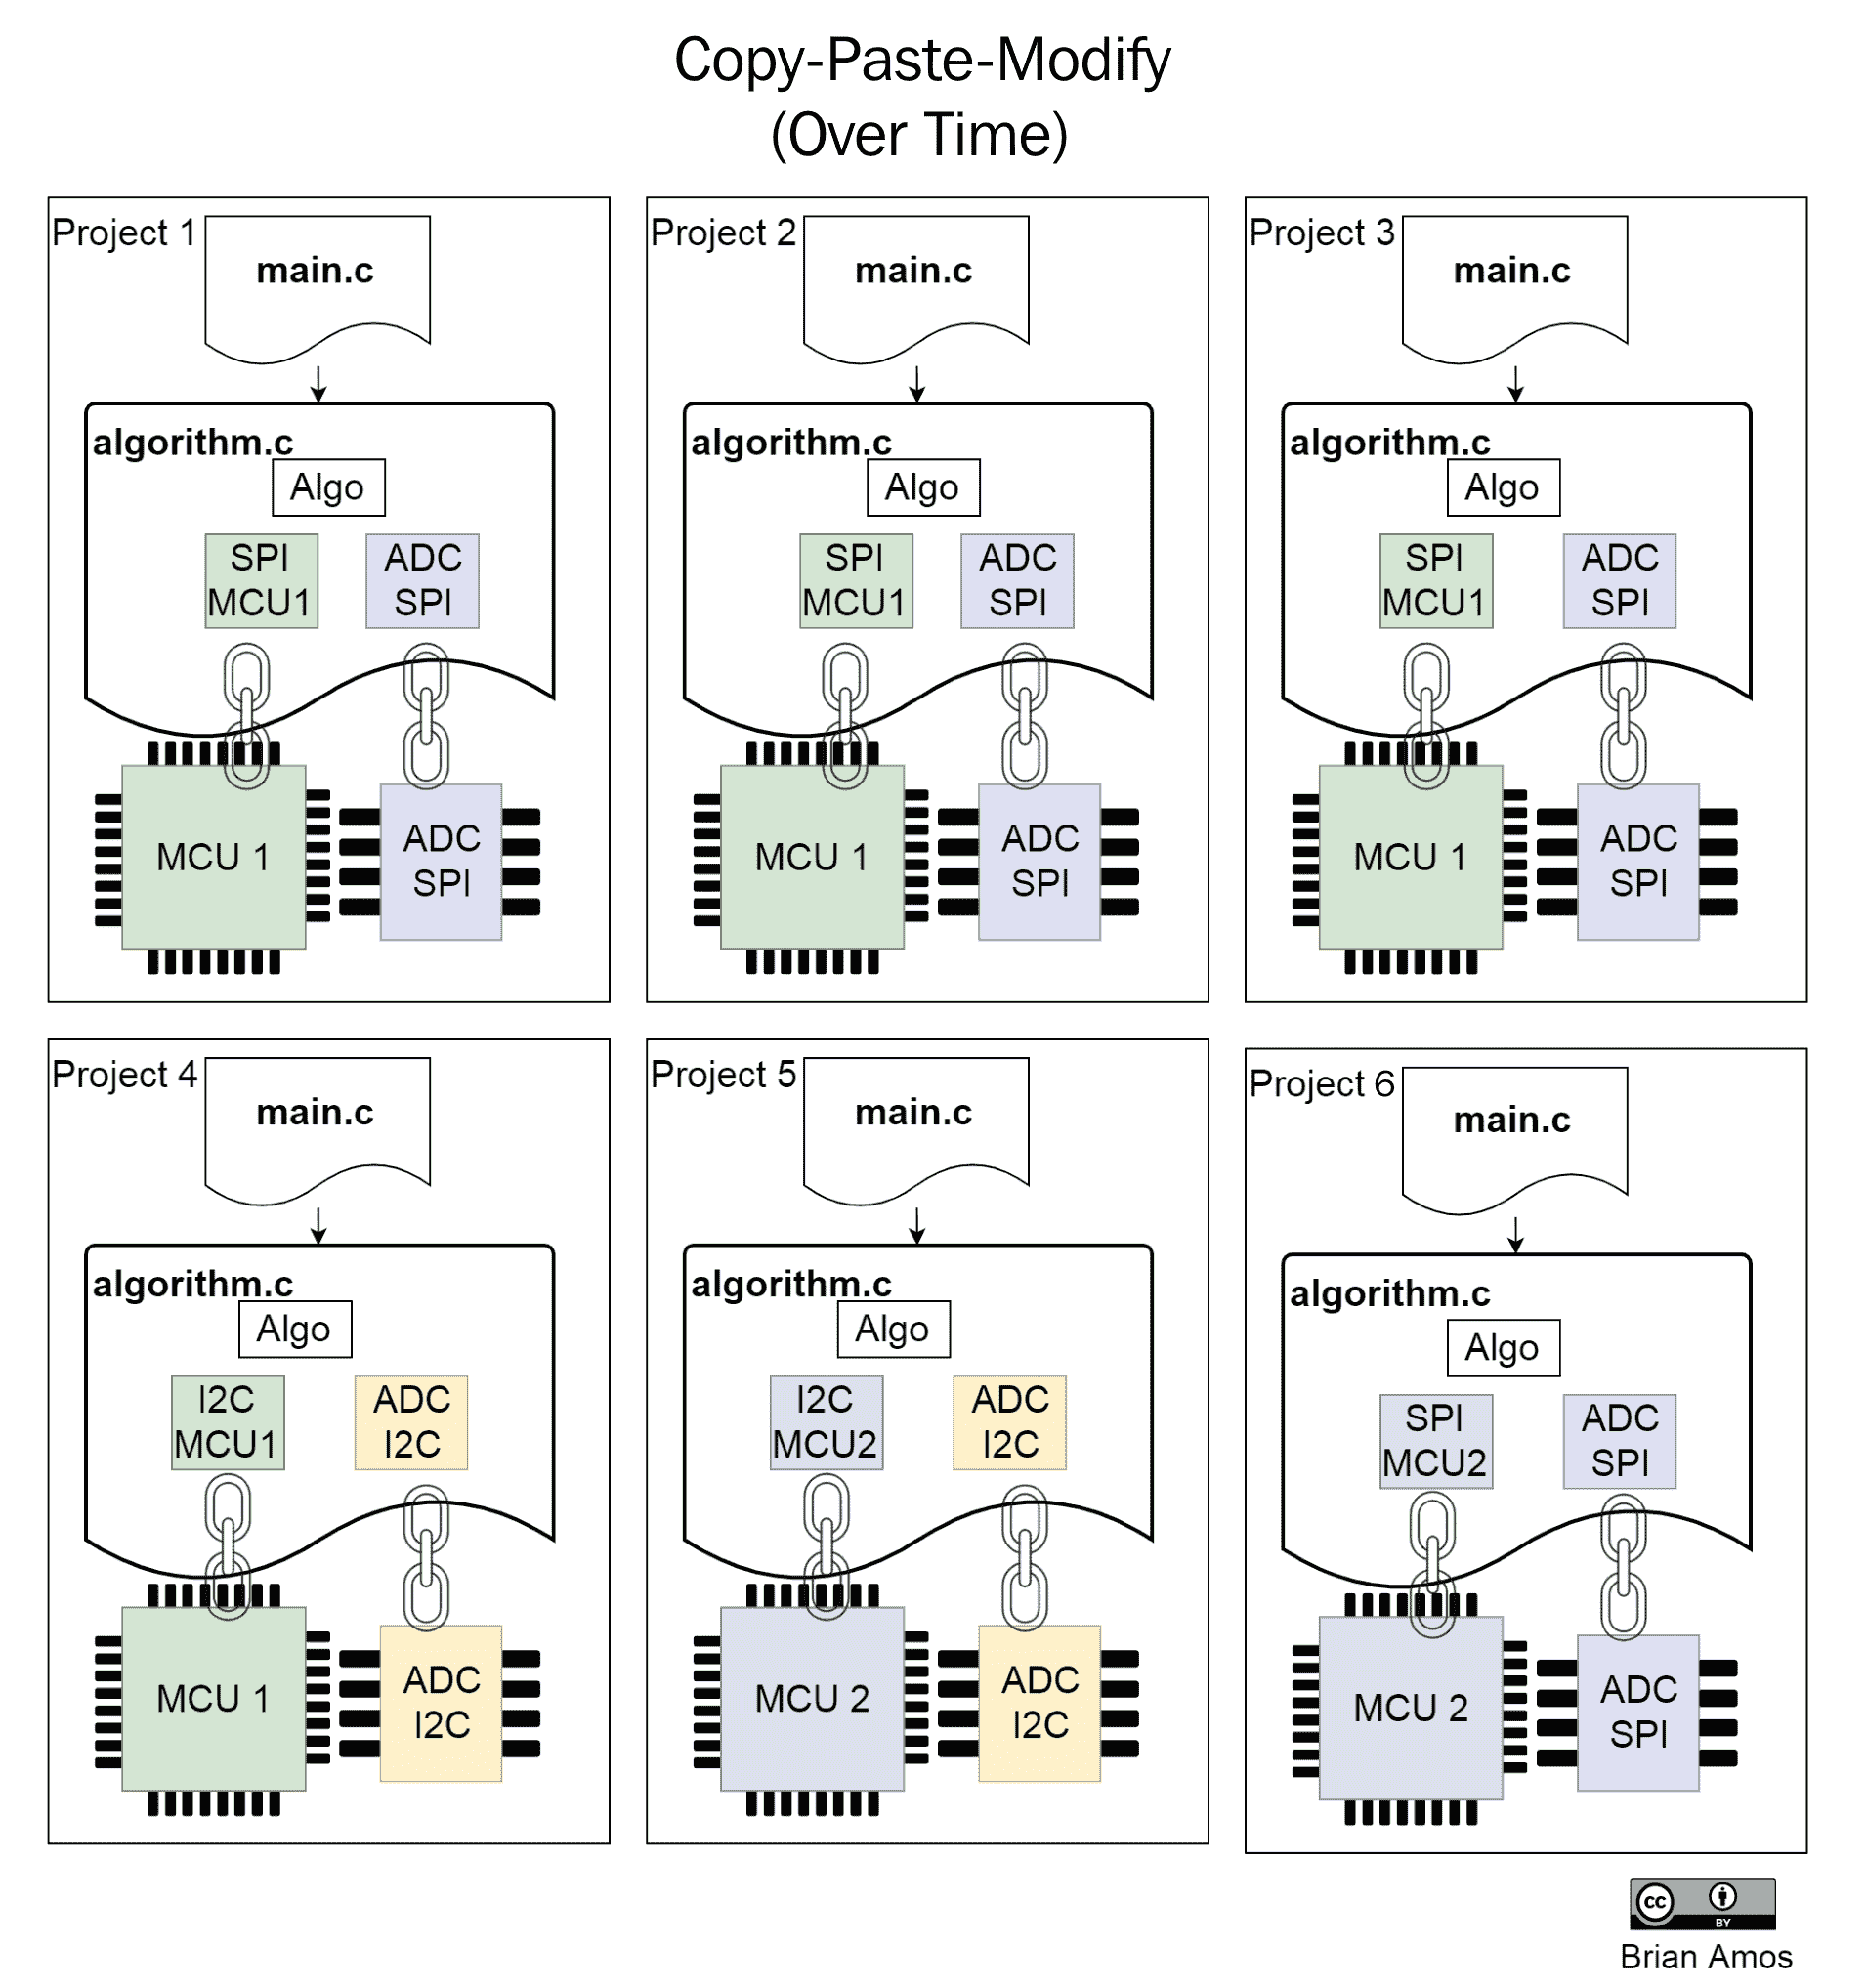 Copy-Paste-Modify
(Over Time)
Project 1
main.c
algorithm.c
Algo
SPI
MCU1
ADC
SPI
MCU 1
ADC
SPI
Project 2
main.c
algorithm.c
Algo
SPI
MCU1
ADC
SPI
MCU 1
ADC
SPI
Project 3
main.c
algorithm.c
Algo
SPI
MCU1
ADC
SPI
MCU 1
ADC
SPI
Project 4
main.c
algorithm.c
Algo
I2C
MCU1
ADC
I2C
MCU 1
ADC
I2C
Project 5
main.c
algorithm.c
Algo
I2C
MCU2
ADC
I2C
MCU 2
ADC
I2C
Project 6
main.c
algorithm.c
Algo
SPI
MCU2
ADC
SPI
MCU 2
ADC
SPI
cc
BY
Brian Amos